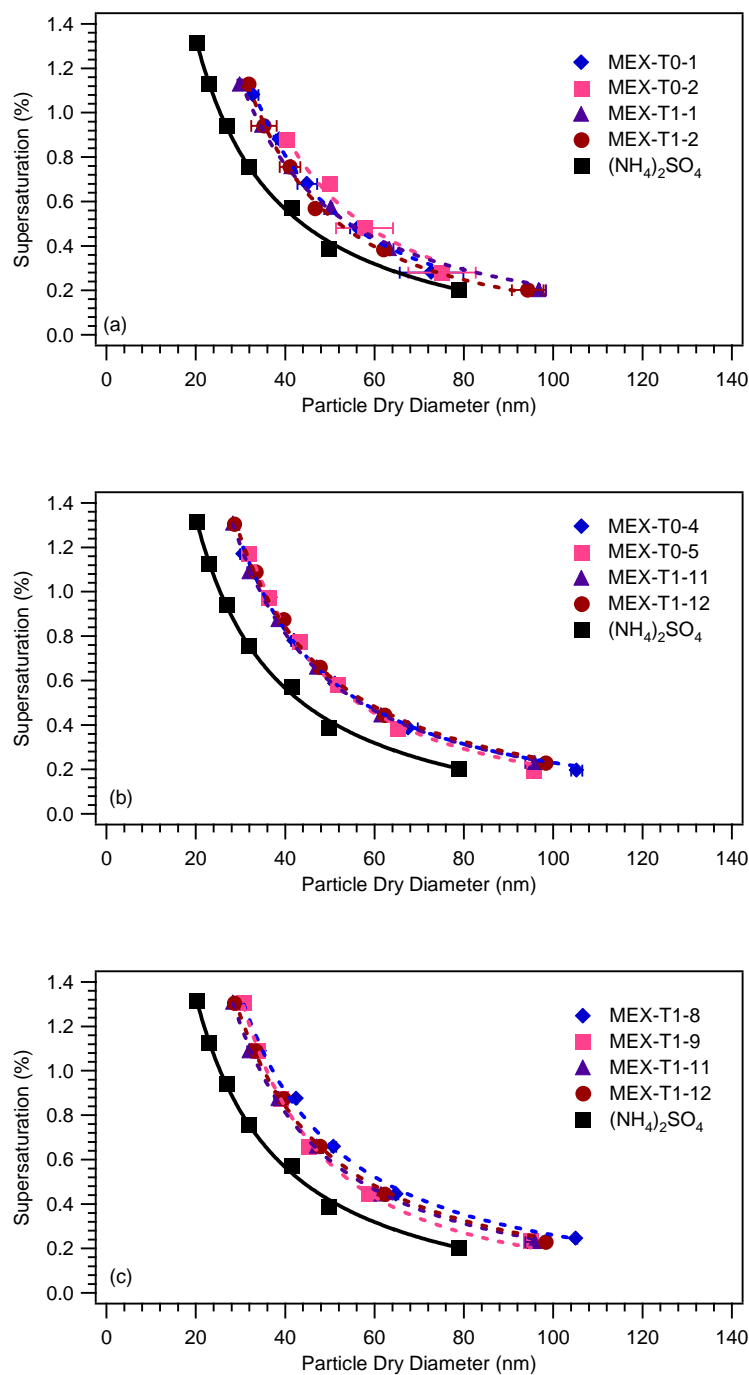 1.4
1.2
1.0
0.8
0.6
0.4
0.2
0.0
Supersaturation (%)
MEX-T0-1
MEX-T0-2
MEX-T1-1
MEX-T1-2
(NH₄)₂SO₄
(a)
0 20 40 60 80 100 120 140
Particle Dry Diameter (nm)
1.4
1.2
1.0
0.8
0.6
0.4
0.2
0.0
Supersaturation (%)
MEX-T0-4
MEX-T0-5
MEX-T1-11
MEX-T1-12
(NH₄)₂SO₄
(b)
0 20 40 60 80 100 120 140
Particle Dry Diameter (nm)
1.4
1.2
1.0
0.8
0.6
0.4
0.2
0.0
Supersaturation (%)
MEX-T1-8
MEX-T1-9
MEX-T1-11
MEX-T1-12
(NH₄)₂SO₄
(c)
0 20 40 60 80 100 120 140
Particle Dry Diameter (nm)